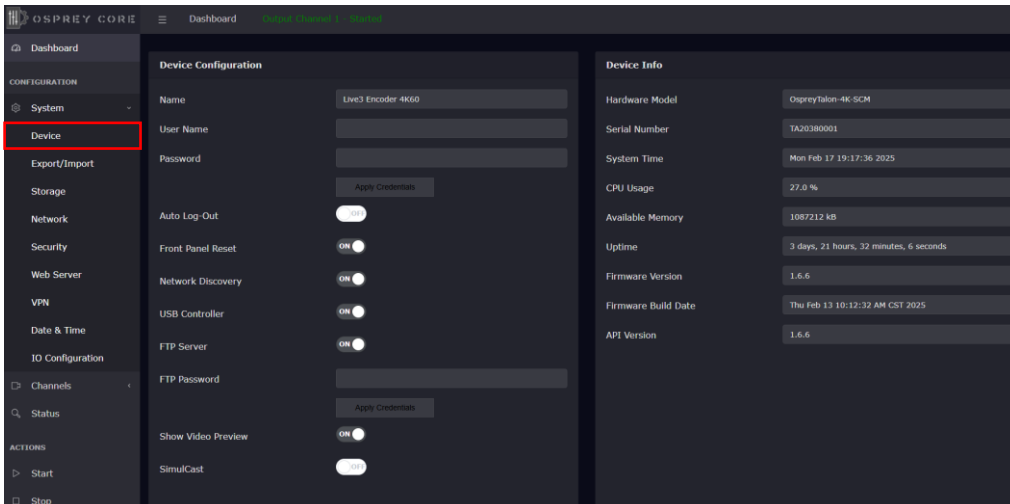 OSPREY CORE
Dashboard
Output Channel 1 - Started
Dashboard
CONFIGURATION
System
Device
Export/Import
Storage
Network
Security
Web Server
VPN
Date & Time
IO Configuration
Channels
Status
ACTIONS
Start
Stop
Device Configuration
Name
Live3 Encoder 4K60
User Name
Password
Apply Credentials
Auto Log-Out
OFF
Front Panel Reset
ON
Network Discovery
ON
USB Controller
ON
FTP Server
ON
FTP Password
Apply Credentials
Show Video Preview
ON
SimulCast
OFF
Device Info
Hardware Model
OspreyTalon-4K-SCM
Serial Number
TA20380001
System Time
Mon Feb 17 19:17:36 2025
CPU Usage
27.0 %
Available Memory
1087212 kB
Uptime
3 days, 21 hours, 32 minutes, 6 seconds
Firmware Version
1.6.6
Firmware Build Date
Thu Feb 13 10:12:32 AM CST 2025
API Version
1.6.6